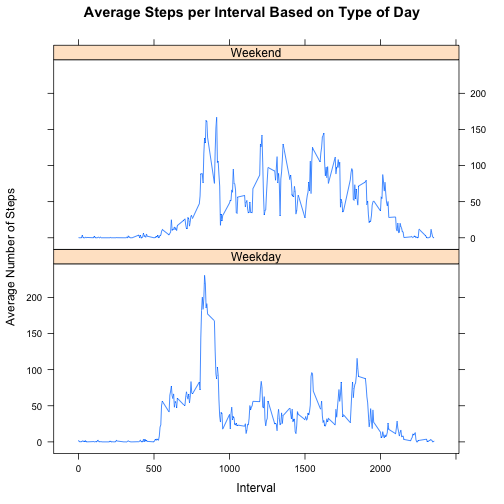 Average Steps per Interval Based on Type of Day
Weekend
200
150
100
50
0
Weekday
200
150
100
50
0
Average Number of Steps
0 500 1000 1500 2000
Interval